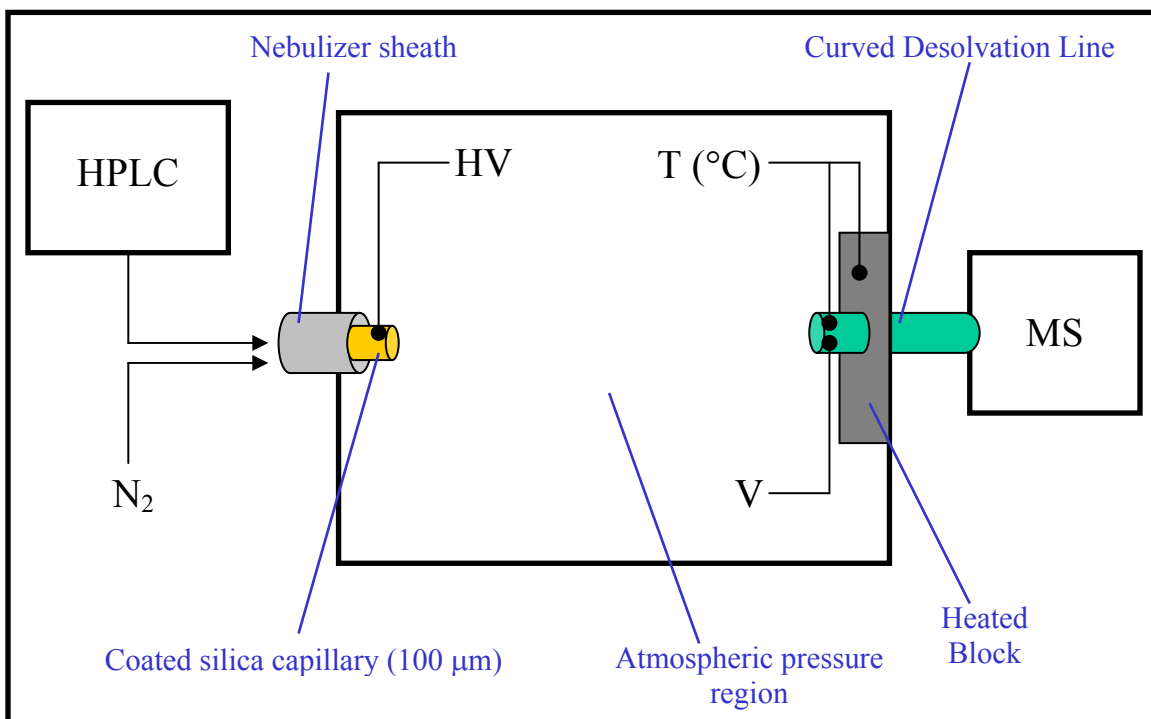 Nebulizer sheath
Curved Desolvation Line
HPLC
HV
T (°C)
MS
N₂
V
Coated silica capillary (100 μm)
Atmospheric pressure
region
Heated
Block